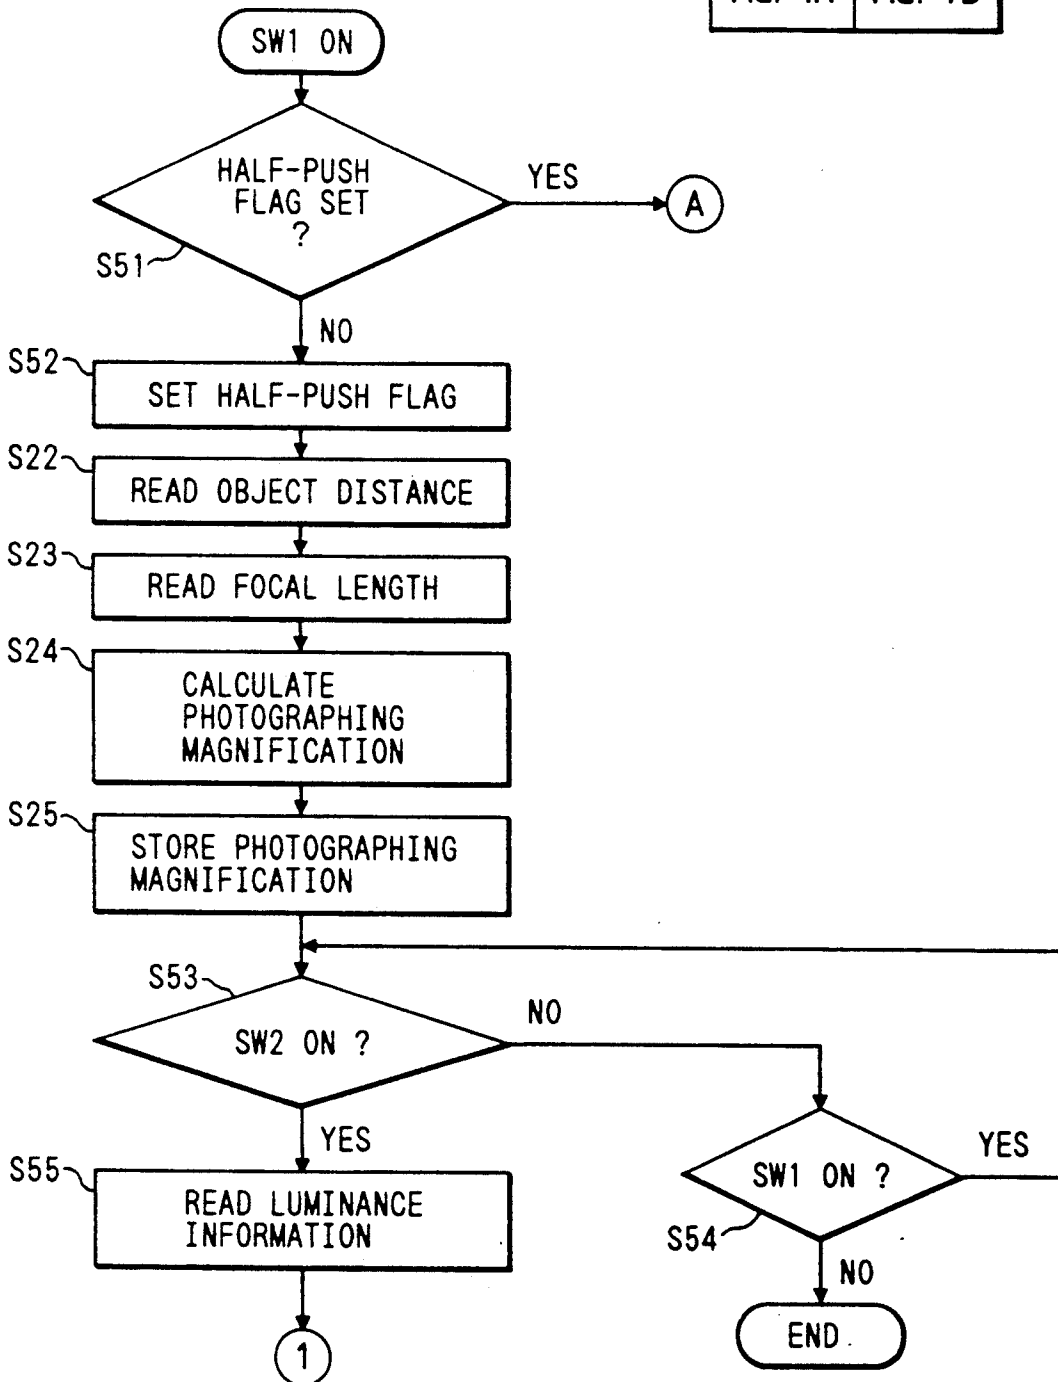 SW1 ON
HALF-PUSH
FLAG SET
?
YES
A
S51
NO
S52
SET HALF-PUSH FLAG
S22
READ OBJECT DISTANCE
S23
READ FOCAL LENGTH
S24
CALCULATE
PHOTOGRAPHING
MAGNIFICATION
S25
STORE PHOTOGRAPHING
MAGNIFICATION
S53
SW2 ON ?
NO
YES
SW1 ON ?
YES
S54
NO
END
S55
READ LUMINANCE
INFORMATION
1